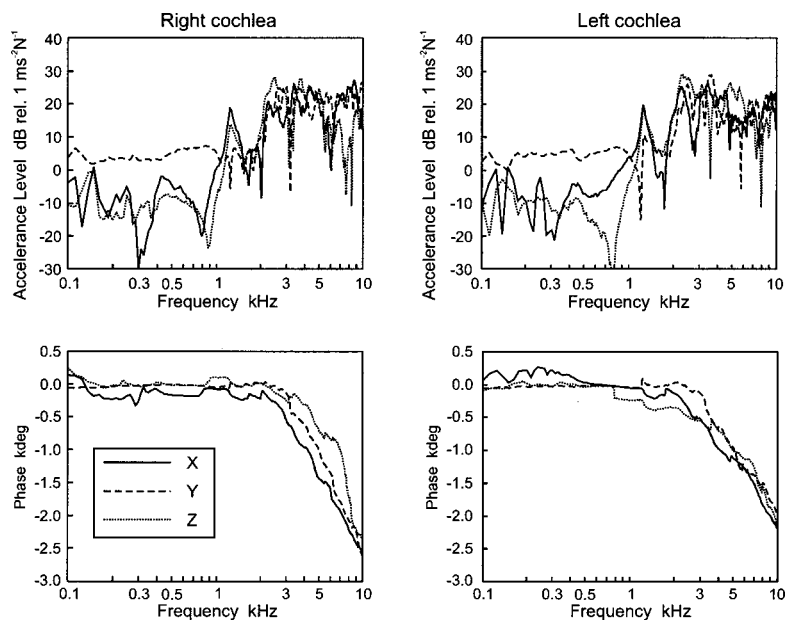 Right cochlea
Accelerance Level dB rel. 1 ms⁻²N⁻¹
40
30
20
10
0
-10
-20
-30
0.1 0.3 0.5 1 3 5 10
Frequency kHz
Left cochlea
Accelerance Level dB rel. 1 ms⁻²N⁻¹
40
30
20
10
0
-10
-20
-30
0.1 0.3 0.5 1 3 5 10
Frequency kHz
Phase kdeg
0.5
0.0
-0.5
-1.0
-1.5
-2.0
-2.5
-3.0
X
Y
Z
0.1 0.3 0.5 1 3 5 10
Frequency kHz
Phase kdeg
0.5
0.0
-0.5
-1.0
-1.5
-2.0
-2.5
-3.0
0.1 0.3 0.5 1 3 5 10
Frequency kHz